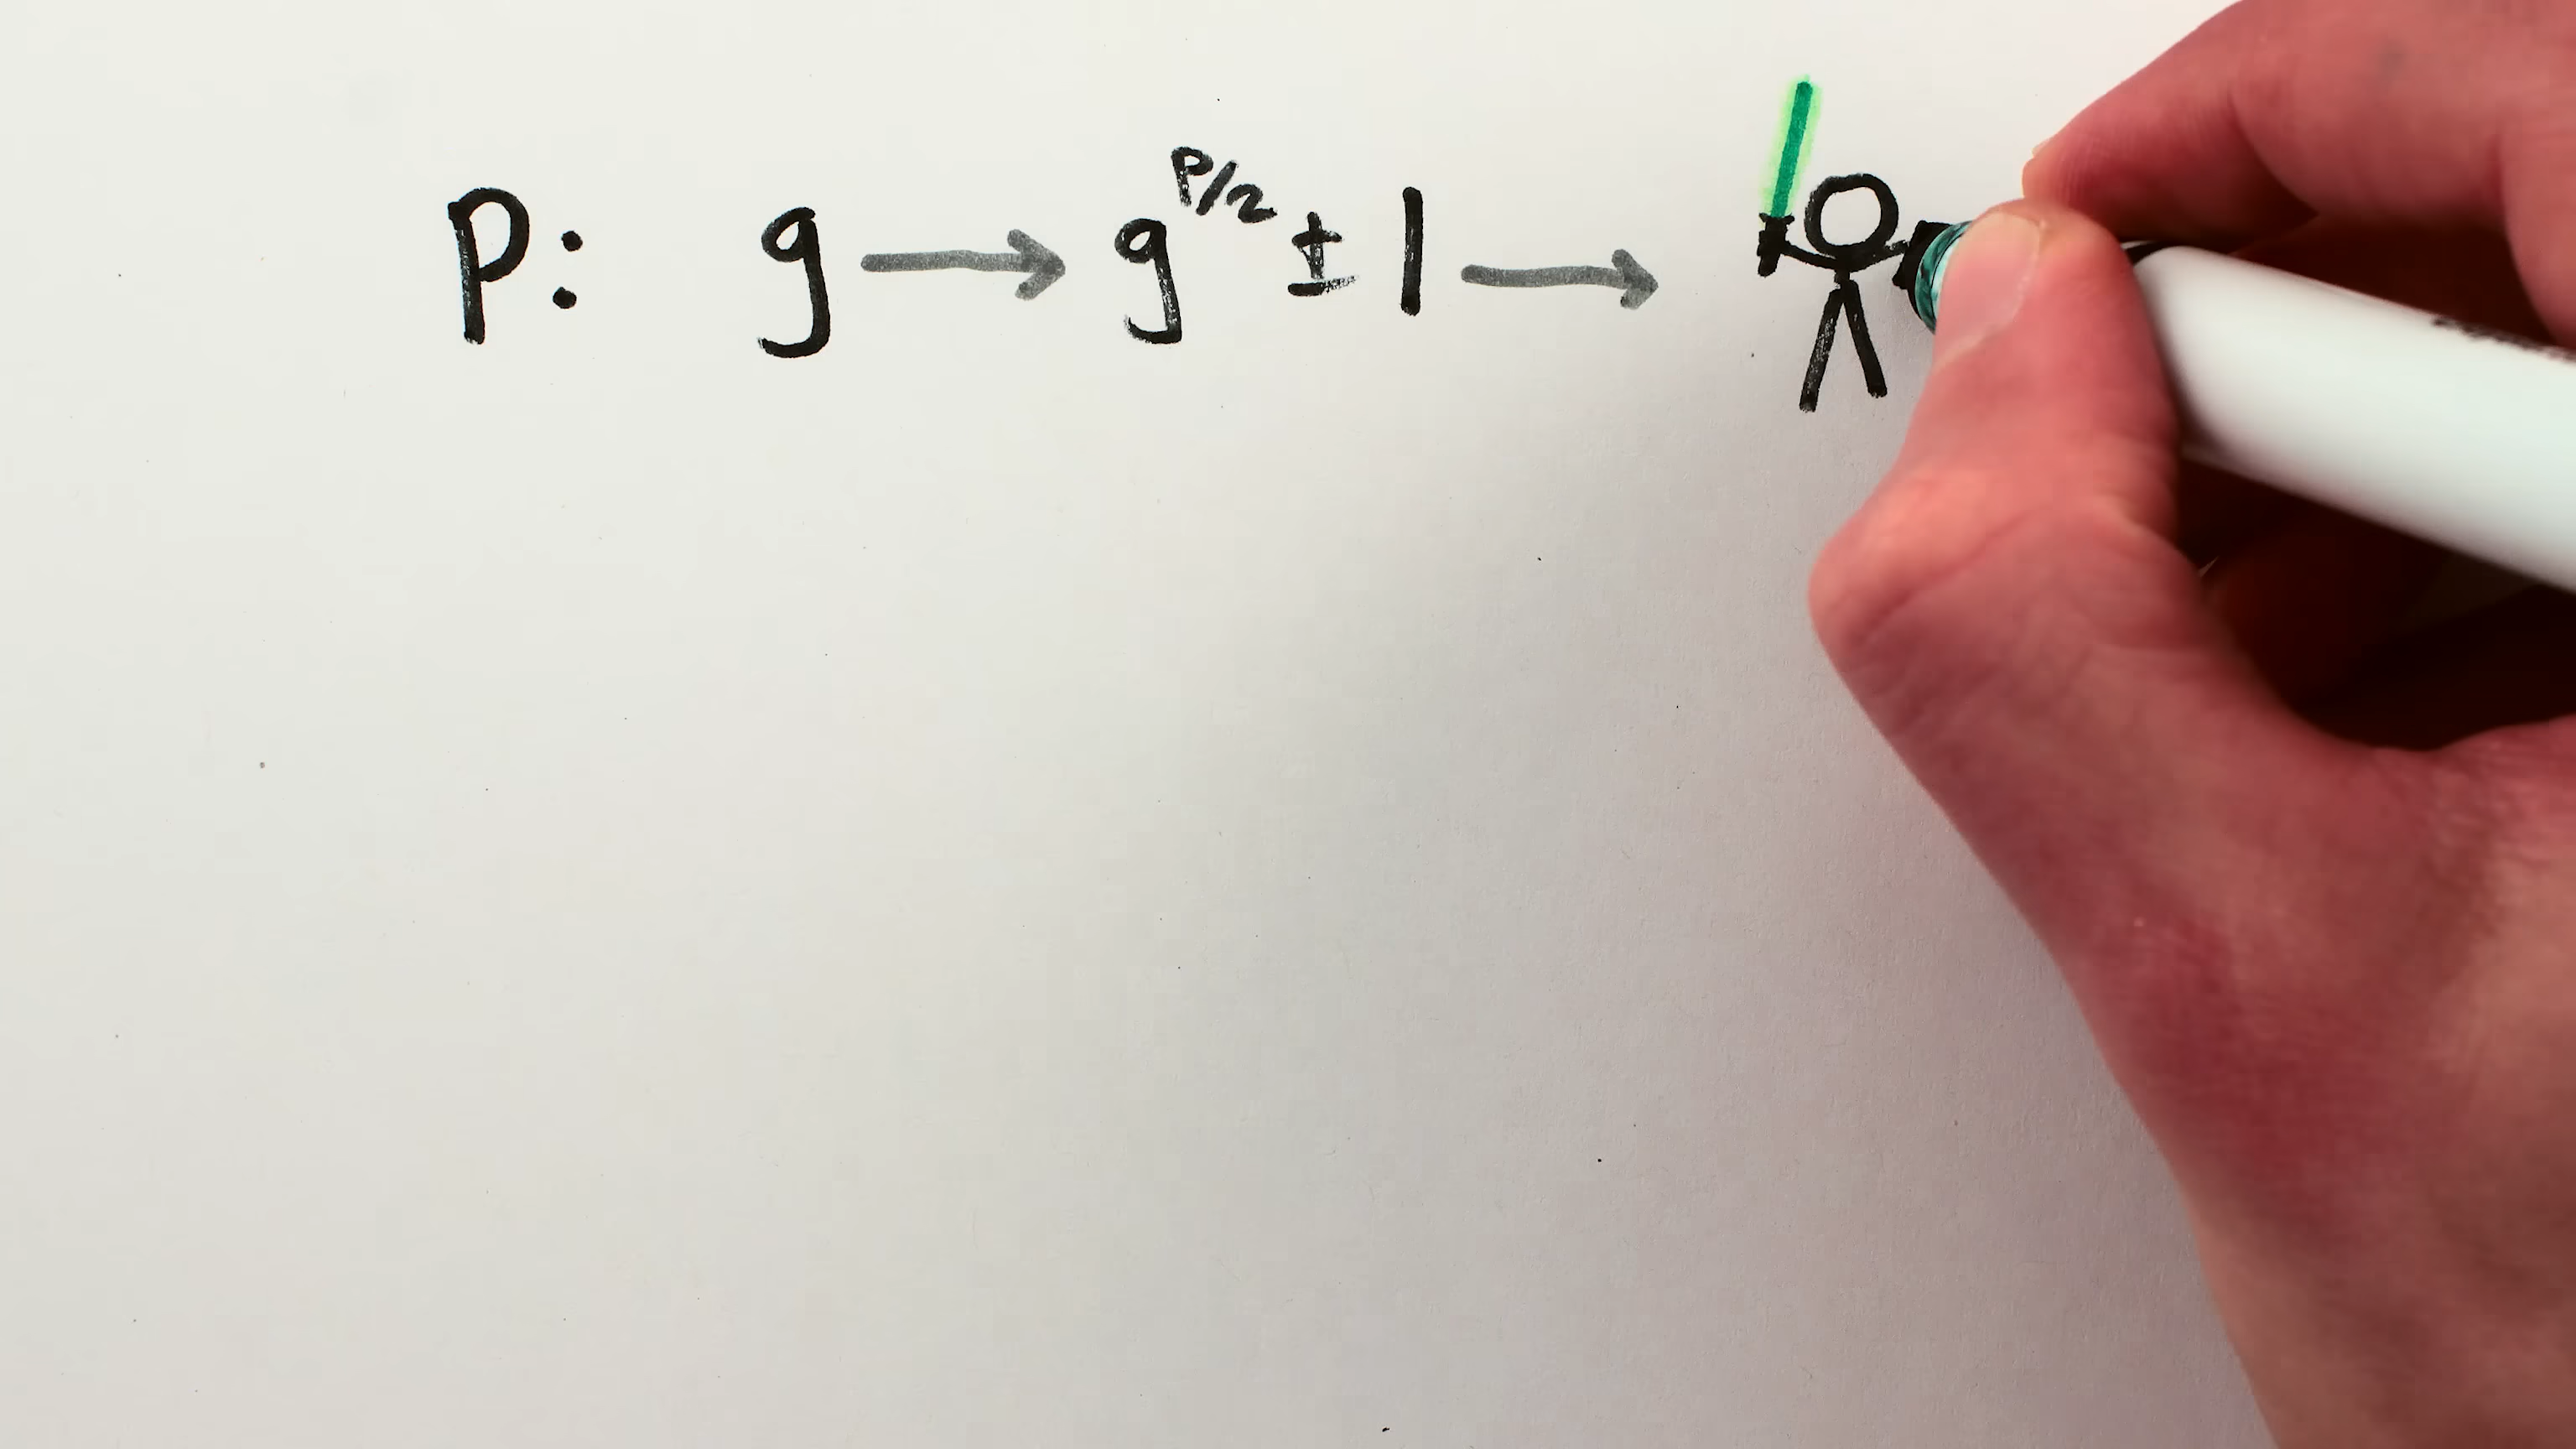 p: g → g^p/2 ± 1 →